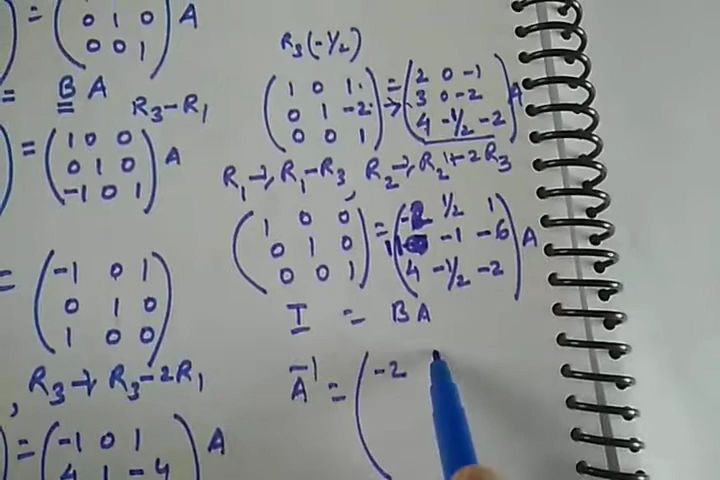 = ( 0 1 0 ) A
0 0 1
= B A
R3 - R1
= ( 1 0 0 ) A
0 1 0
-1 0 1
= ( -1 0 1 )
0 1 0
1 0 0
, R3 → R3 - 2R1
= ( -1 0 1 ) A
4 1 -4
R3 (-1/2)
( 1 0 1 ) = ( 2 0 -1 ) A
0 1 -2 → 3 0 -2
0 0 1 4 -1/2 -2
R1 → R1 - R3 , R2 → R2 + 2R3
( 1 0 0 ) = ( -2 1/2 1 ) A
0 1 0 11 -1 -6
0 0 1 4 -1/2 -2
I = BA
A^-1 = ( -2